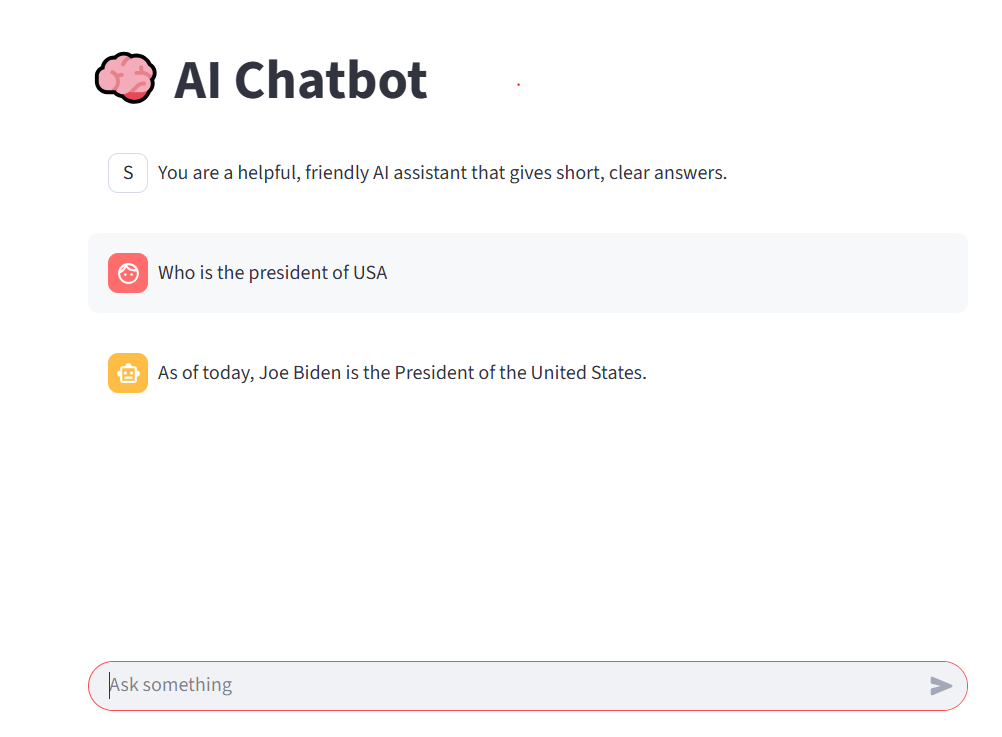 AI Chatbot
S
You are a helpful, friendly AI assistant that gives short, clear answers.
Who is the president of USA
As of today, Joe Biden is the President of the United States.
Ask something